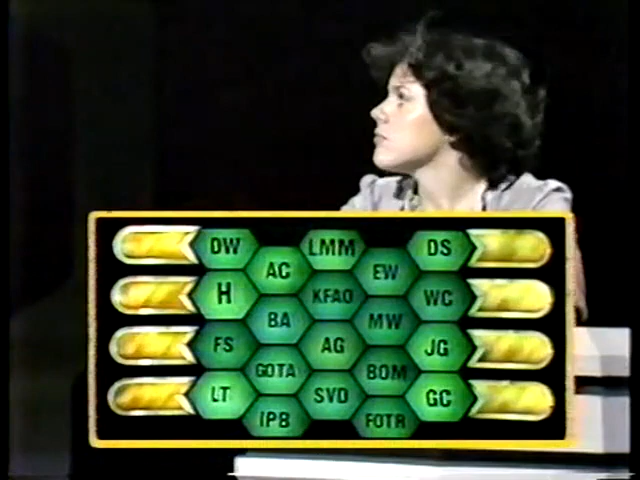 DW LMM DS
AC EW
H KFAO WC
BA MW
FS AG JG
GOTA BOM
LT SVD GC
IPB FOTR